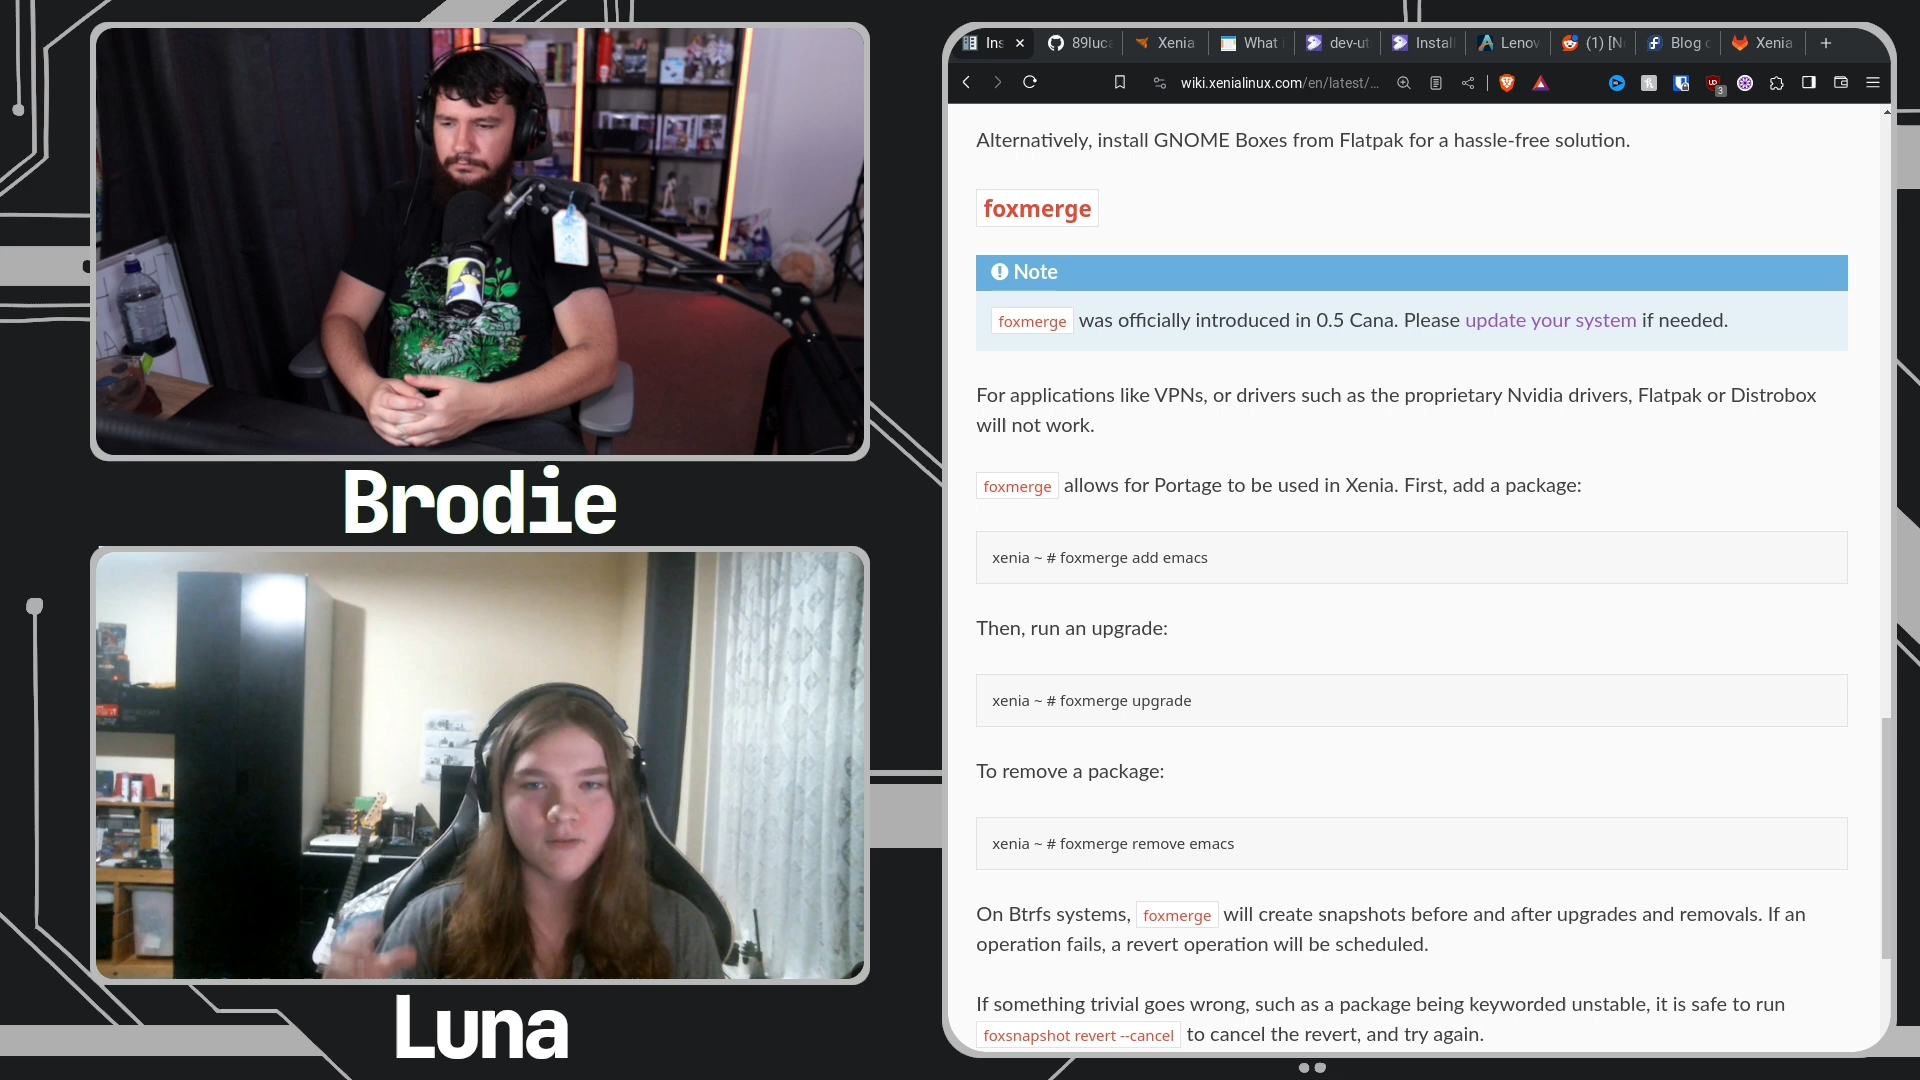 Ins
89luca
Xenia
What
dev-ut
Install
Lenov
(1) [N
Blog
Xenia
wiki.xenialinux.com/en/latest/...
3
Alternatively, install GNOME Boxes from Flatpak for a hassle-free solution.
foxmerge
Note
foxmerge was officially introduced in 0.5 Cana. Please update your system if needed.
For applications like VPNs, or drivers such as the proprietary Nvidia drivers, Flatpak or Distrobox
will not work.
foxmerge allows for Portage to be used in Xenia. First, add a package:
xenia ~ # foxmerge add emacs
Then, run an upgrade:
xenia ~ # foxmerge upgrade
To remove a package:
xenia ~ # foxmerge remove emacs
On Btrfs systems, foxmerge will create snapshots before and after upgrades and removals. If an
operation fails, a revert operation will be scheduled.
If something trivial goes wrong, such as a package being keyworded unstable, it is safe to run
foxsnapshot revert --cancel to cancel the revert, and try again.
Brodie
Luna